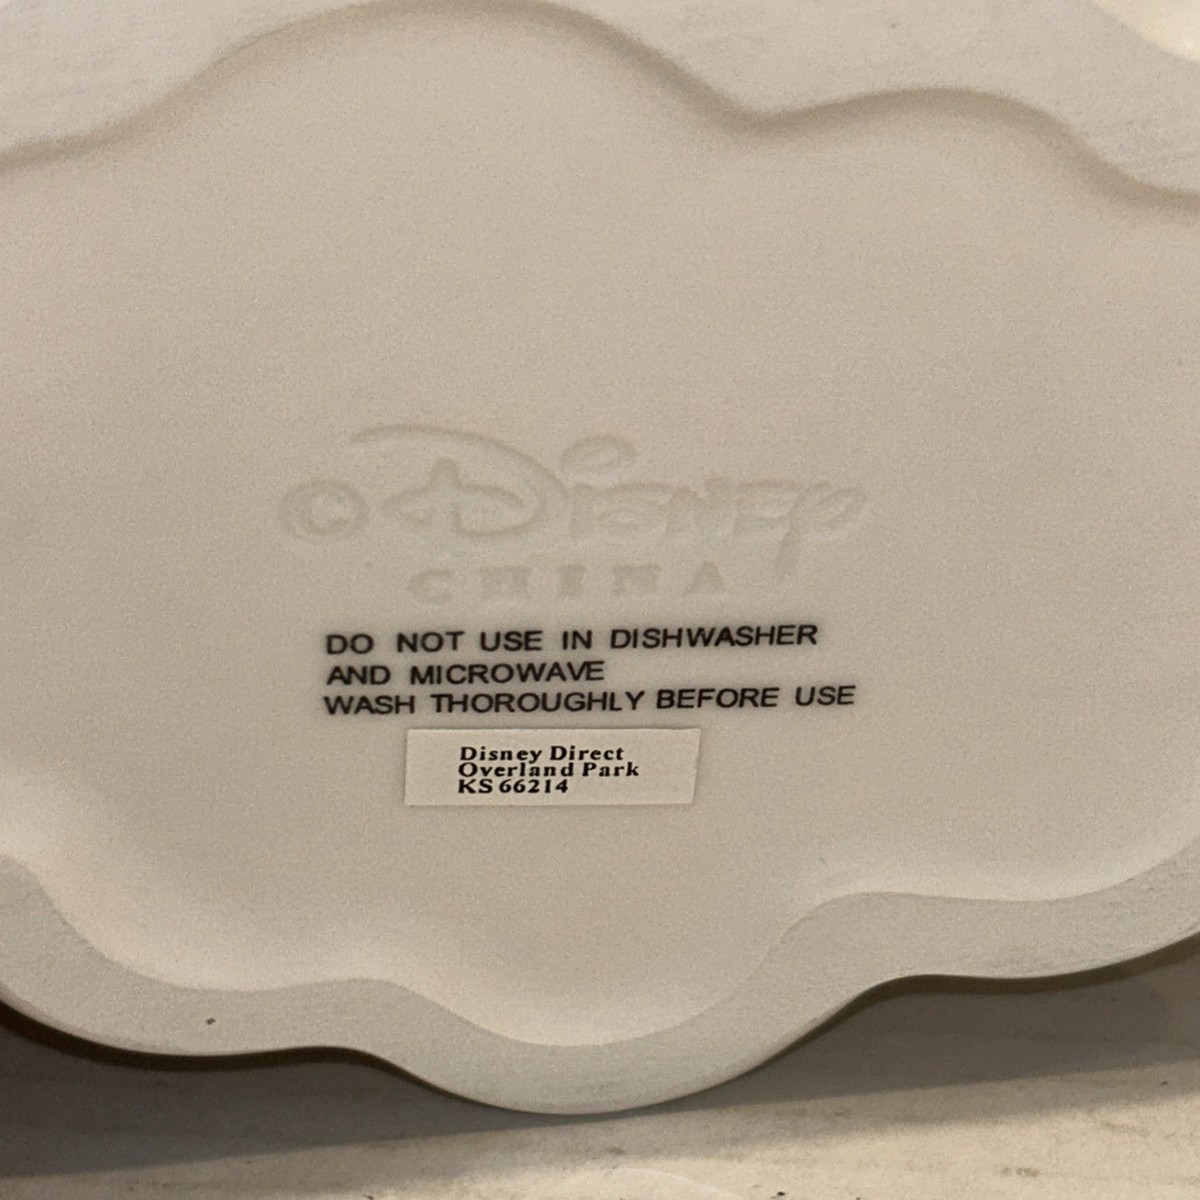 © Disney
CHINA
DO NOT USE IN DISHWASHER
AND MICROWAVE
WASH THOROUGHLY BEFORE USE
Disney Direct
Overland Park
KS 66214